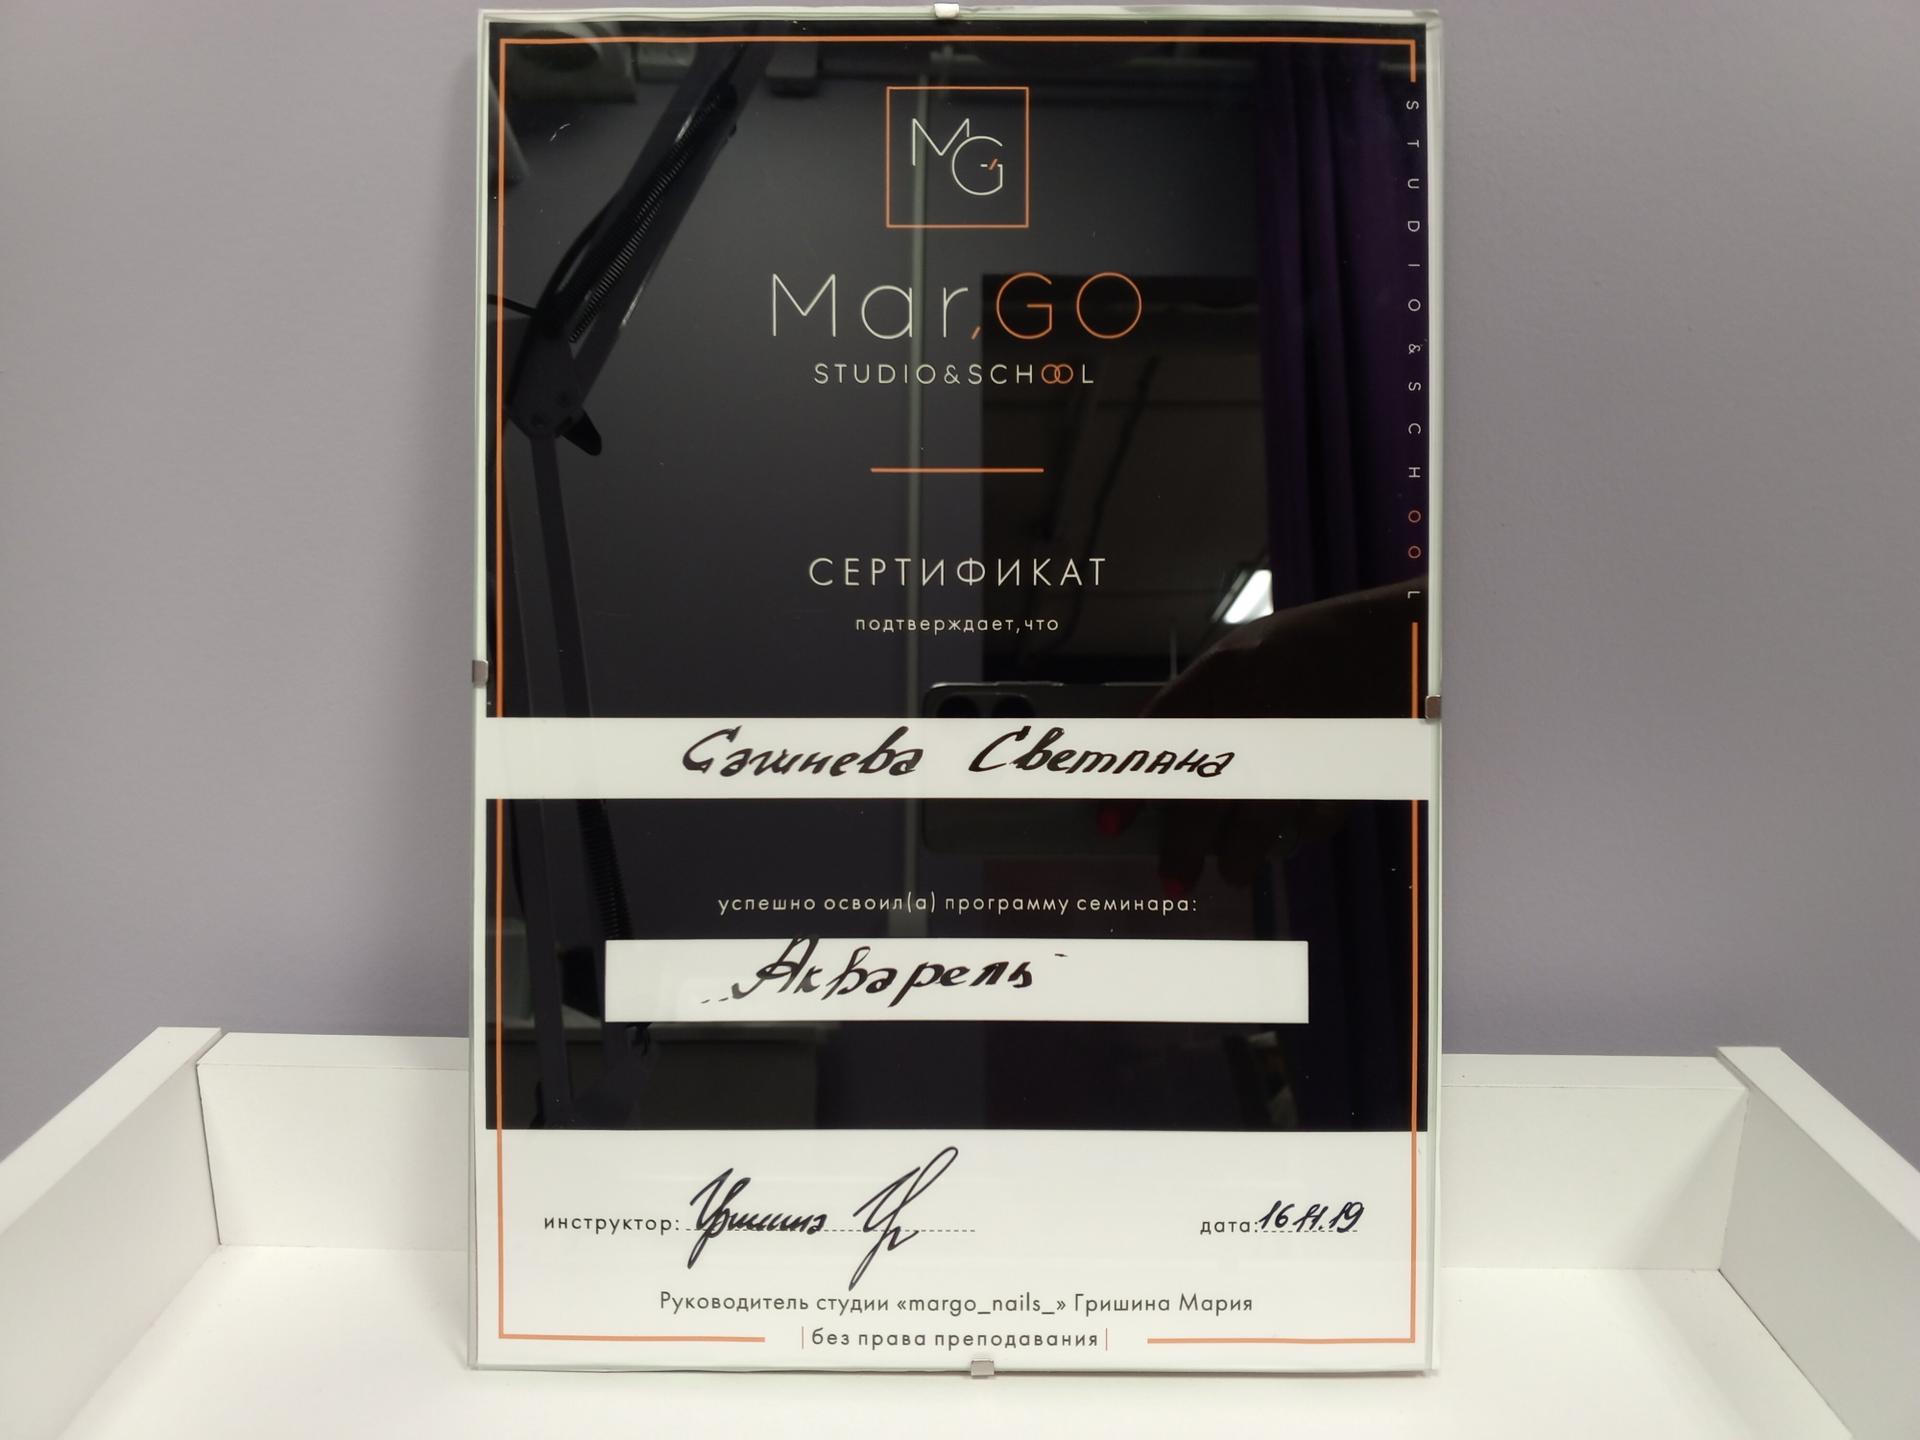 MG
Mar,GO
STUDIO&SCHOOL
STUDIO&SCHOOL
СЕРТИФИКАТ
подтверждает,что
Светлана
успешно освоил(а) программу семинара:
„Акварель"
инструктор: Гришина дата: 16.11.19
Руководитель студии «margo_nails_» Гришина Мария
|без права преподавания|